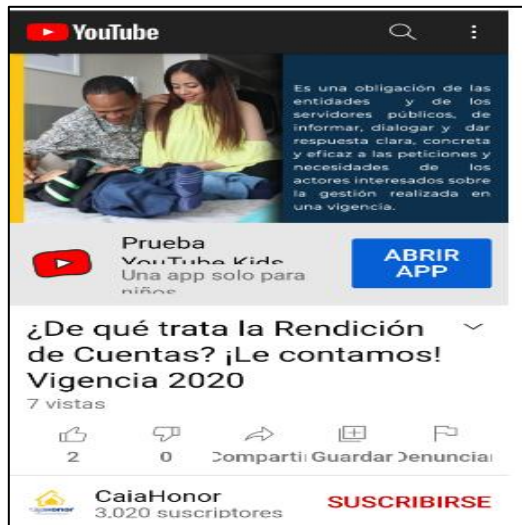 YouTube
Es una obligación de las
entidades y de los
servidores públicos, de
informar, dialogar y dar
respuesta clara, concreta
y eficaz a las peticiones y
necesidades de los
actores interesados sobre
la gestión realizada en
una vigencia.
Prueba
YouTube Kids
Una app solo para
niños
ABRIR
APP
¿De qué trata la Rendición
de Cuentas? ¡Le contamos!
Vigencia 2020
7 vistas
2 0 Comparti Guardar Denuncia
CajaHonor
3.020 suscriptores
SUSCRIBIRSE